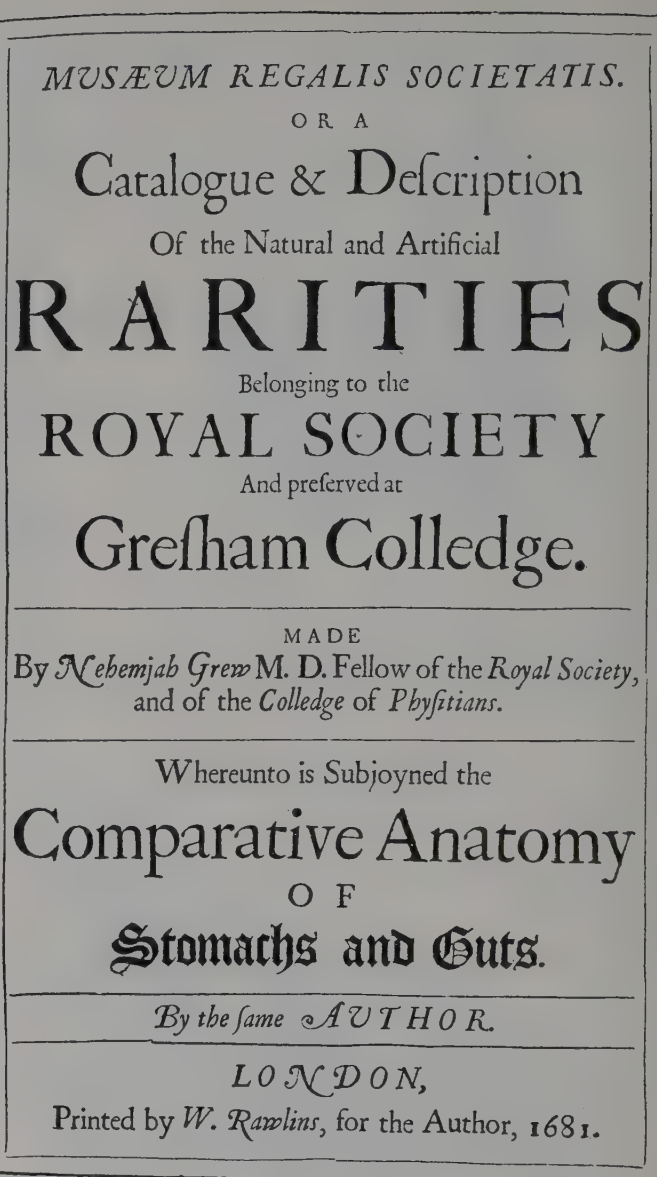 MVSÆVM REGALIS SOCIETATIS.
OR A
Catalogue & Deſcription
Of the Natural and Artificial
RARITIES
Belonging to the
ROYAL SOCIETY
And preſerved at
Greſham Colledge.
MADE
By Nehemjah Grew M. D. Fellow of the Royal Society,
and of the Colledge of Phyſitians.
Whereunto is Subjoyned the
Comparative Anatomy
OF
Stomachs and Guts.
By the ſame AUTHOR.
LONDON,
Printed by W. Rawlins, for the Author, 1681.